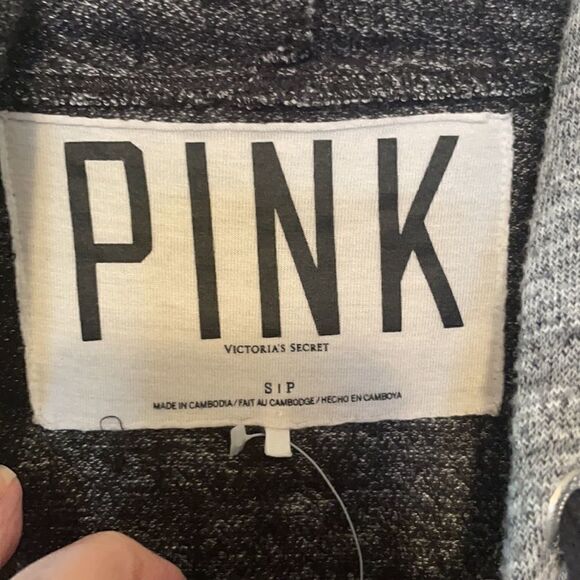 PINK
VICTORIA'S SECRET
S | P
MADE IN CAMBODIA/FAIT AU CAMBODGE/HECHO EN CAMBOYA